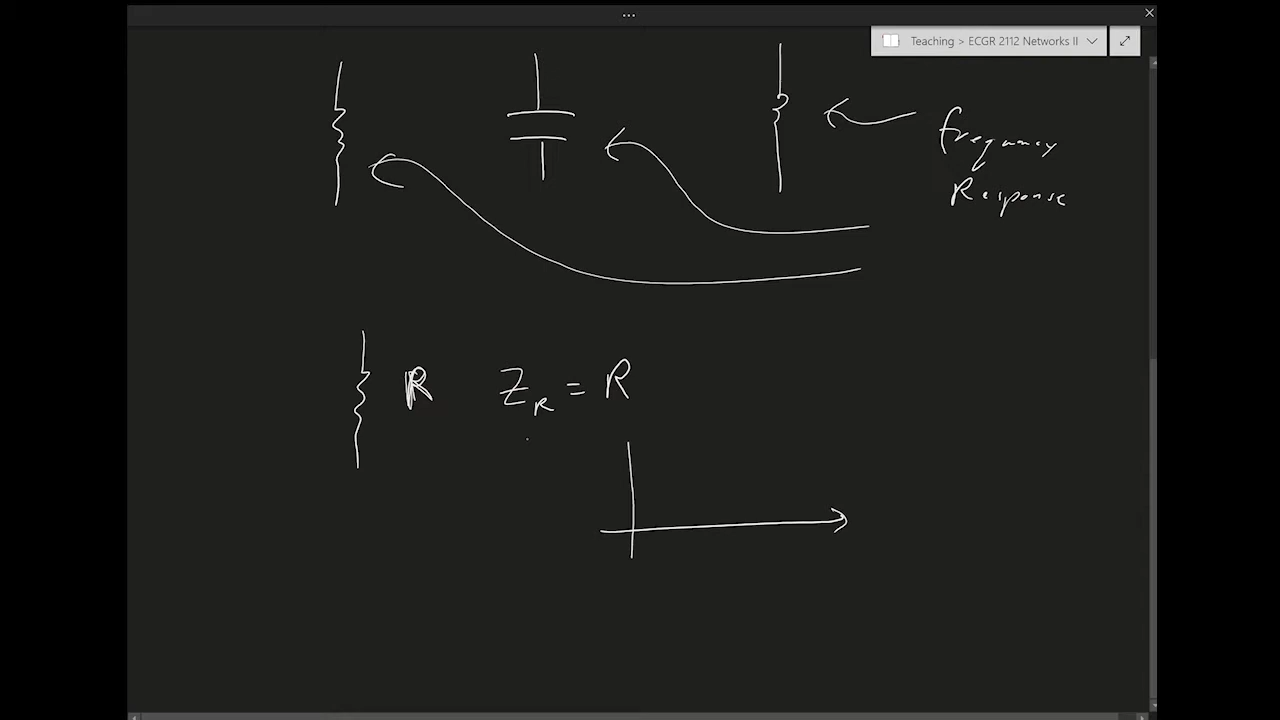 ...
Teaching > ECGR 2112 Networks II
frequency
Response
R Z_R = R